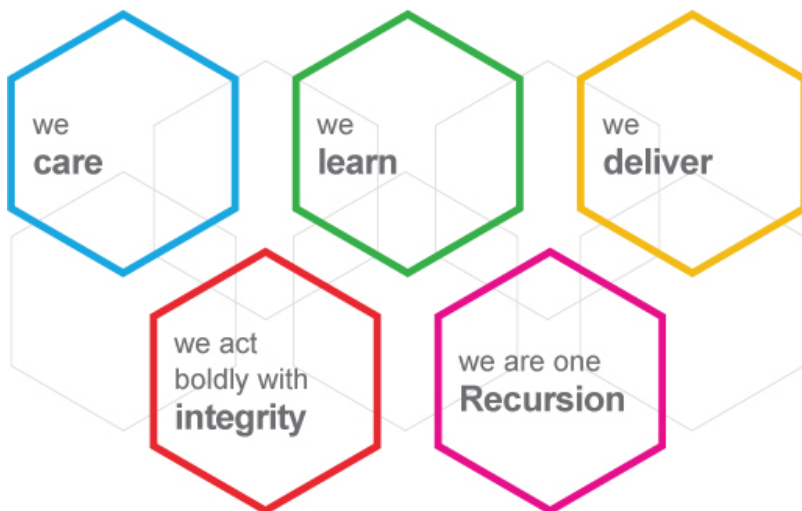 we
care
we
learn
we
deliver
we act
boldly with
integrity
we are one
Recursion